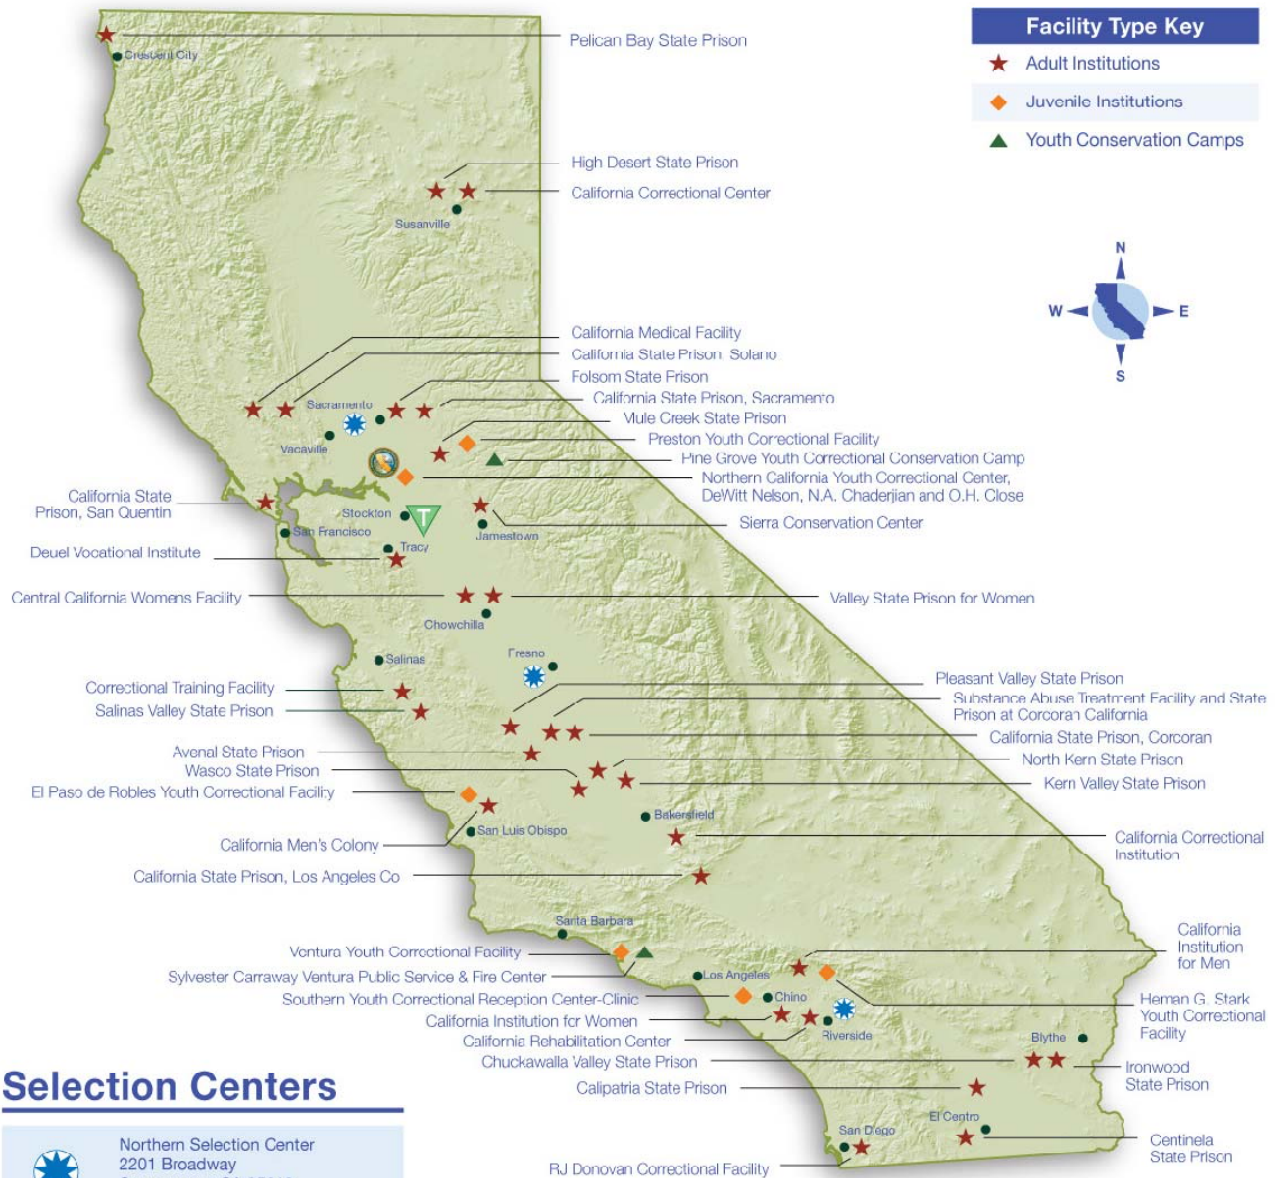 Facility Type Key
Adult Institutions
Juvenile Institutions
Youth Conservation Camps
N
W
E
S
Pelican Bay State Prison
Crescent City
High Desert State Prison
California Correctional Center
Susanville
California Medical Facility
California State Prison, Solano
Folsom State Prison
California State Prison, Sacramento
Mule Creek State Prison
Preston Youth Correctional Facility
Pine Grove Youth Correctional Conservation Camp
Northern California Youth Correctional Center,
DeWitt Nelson, N.A. Chaderjian and O.H. Close
Sierra Conservation Center
Sacramento
Vacaville
California State
Prison, San Quentin
Stockton
T
Jamestown
San Francisco
Tracy
Deuel Vocational Institute
Central California Womens Facility
Valley State Prison for Women
Chowchilla
Salinas
Fresno
Correctional Training Facility
Salinas Valley State Prison
Pleasant Valley State Prison
Substance Abuse Treatment Facility and State
Prison at Corcoran California
California State Prison, Corcoran
North Kern State Prison
Kern Valley State Prison
Avenal State Prison
Wasco State Prison
El Paso de Robles Youth Correctional Facility
Bakersfield
San Luis Obispo
California Men's Colony
California Correctional
Institution
California State Prison, Los Angeles Co
Santa Barbara
Ventura Youth Correctional Facility
Sylvester Carraway Ventura Public Service & Fire Center
Los Angeles
California
Institution
for Men
Southern Youth Correctional Reception Center-Clinic
Chino
Heman G. Stark
Youth Correctional
Facility
California Institution for Women
California Rehabilitation Center
Riverside
Blythe
Chuckawalla Valley State Prison
Ironwood
State Prison
Calipatria State Prison
El Centro
San Diego
Centinela
State Prison
RJ Donovan Correctional Facility
Selection Centers
Northern Selection Center
2201 Broadway